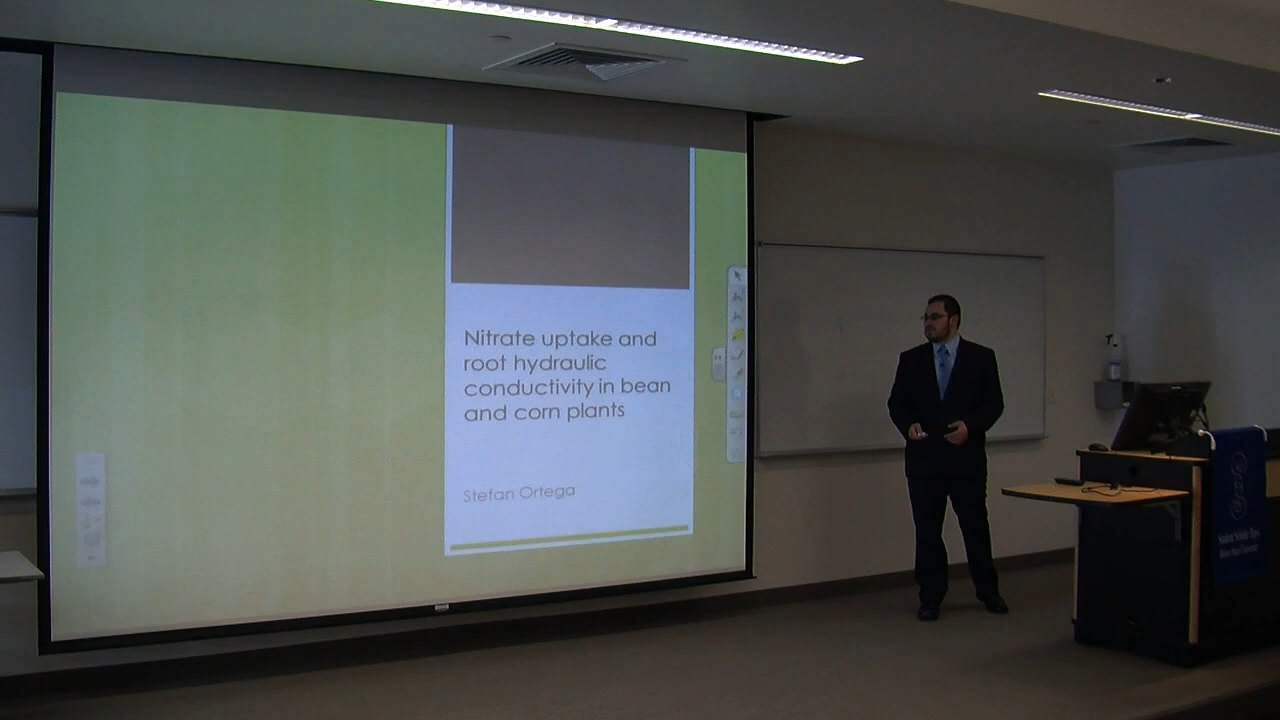 Nitrate uptake and
root hydraulic
conductivity in bean
and corn plants
Stefan Ortega